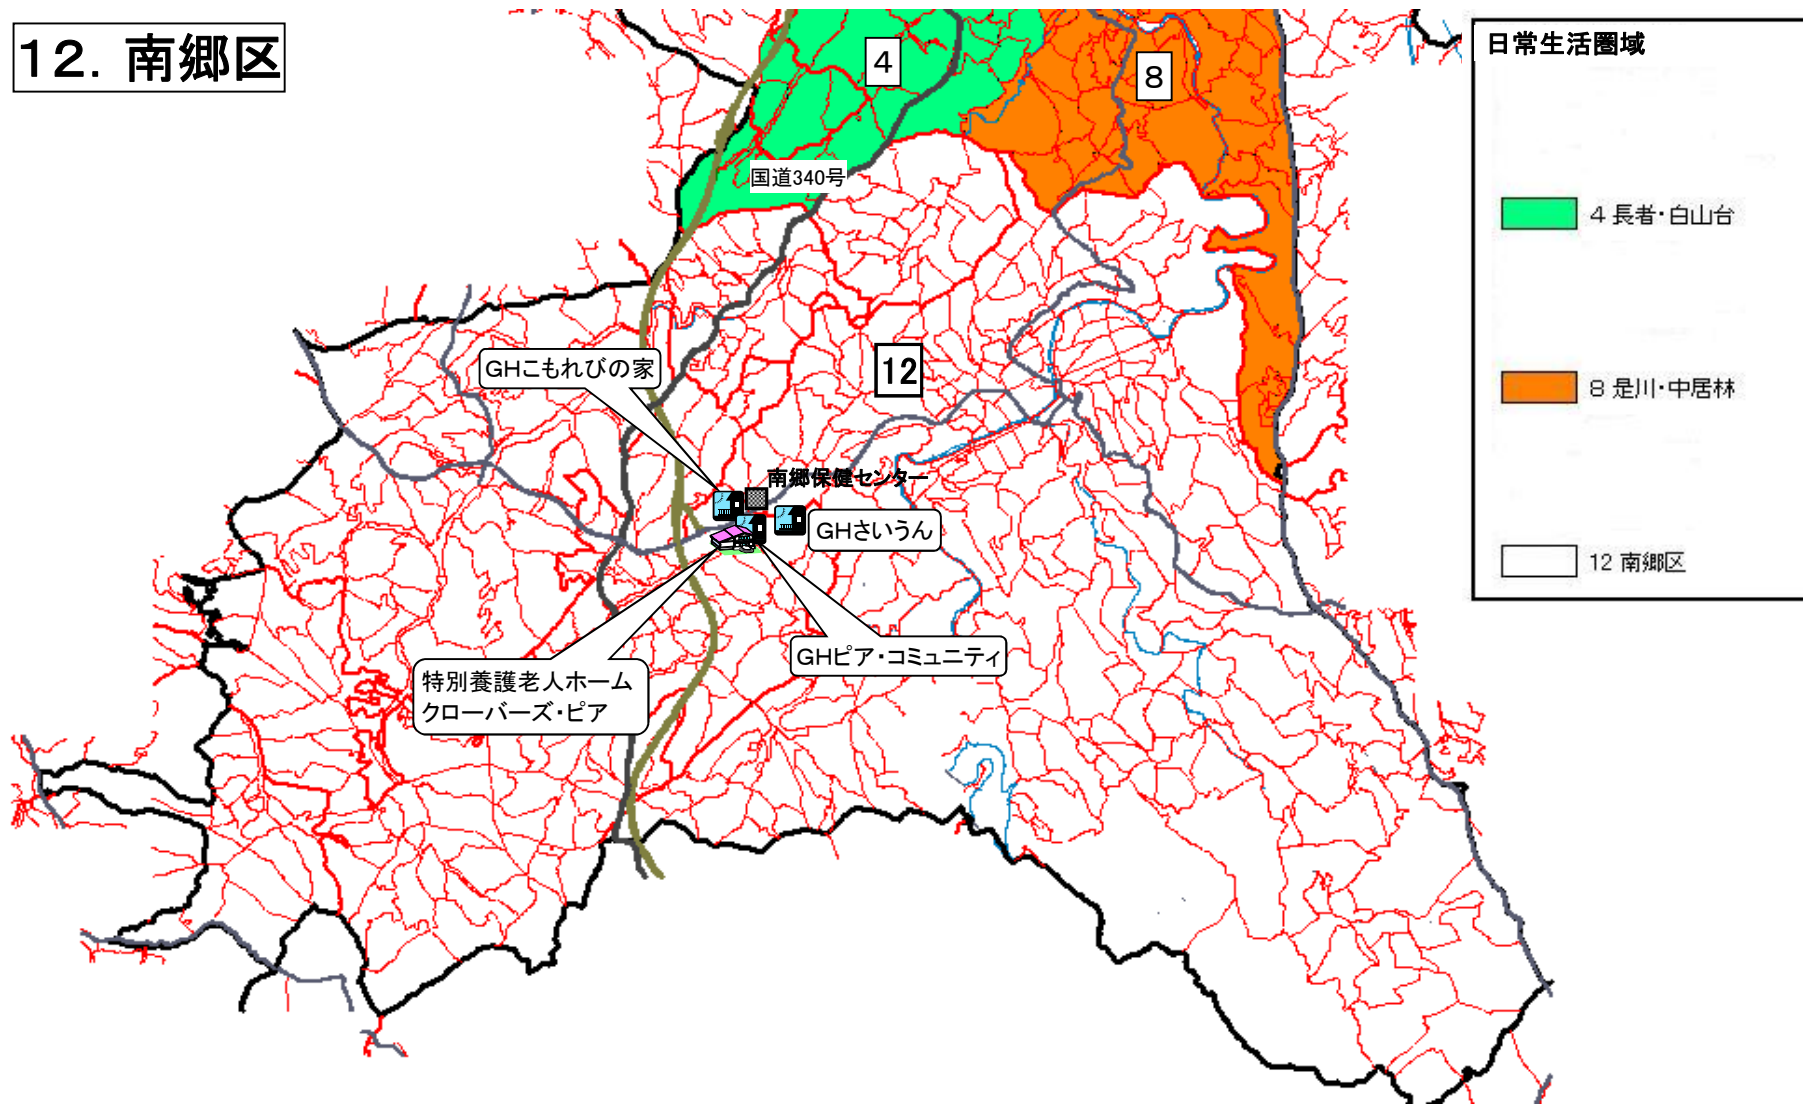 12. 南郷区
4
8
国道340号
12
GHこもれびの家
南郷保健センター
GHさいうん
GHピア・コミュニティ
特別養護老人ホーム
クローバーズ・ピア
日常生活圏域
4 長者・白山台
8 是川・中居林
12 南郷区